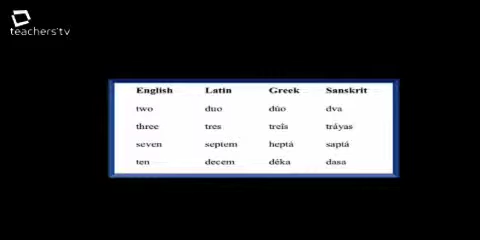 teachers'tv
English Latin Greek Sanskrit
two duo dúo dva
three tres treîs tráyas
seven septem heptá saptá
ten decem déka dasa